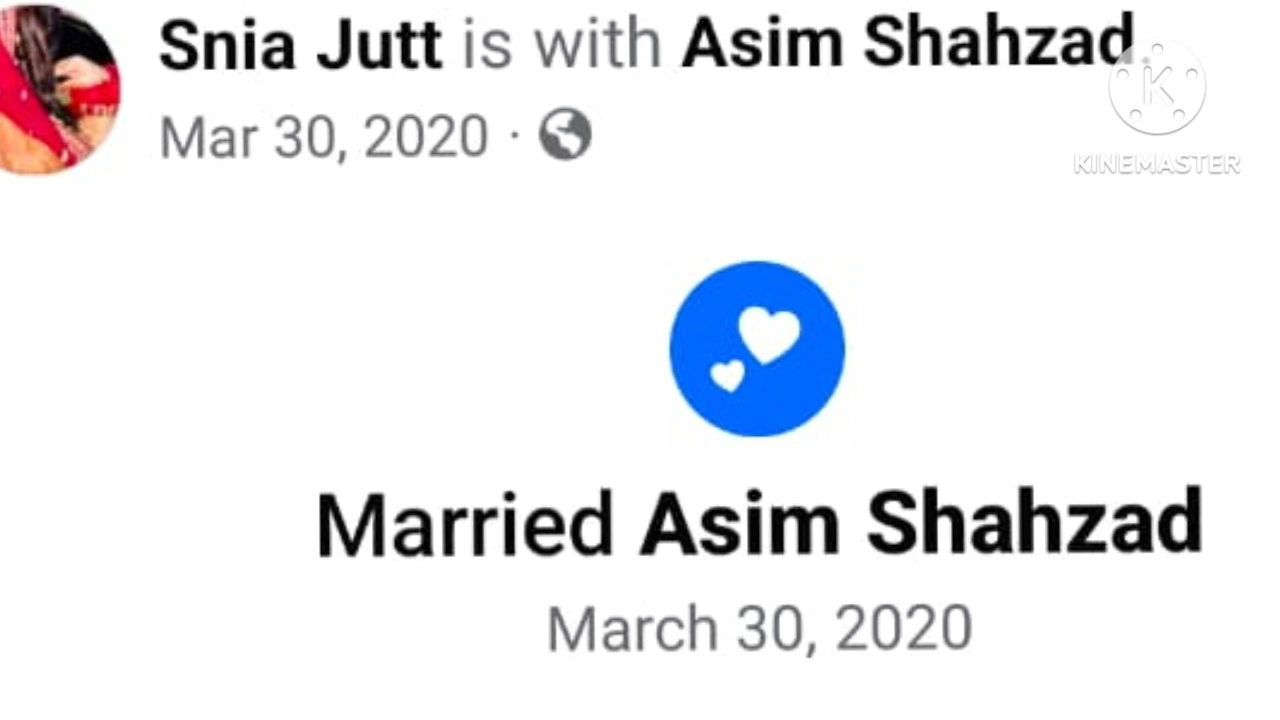 Snia Jutt is with Asim Shahzad.
Mar 30, 2020 ·
K
KINEMASTER
Married Asim Shahzad
March 30, 2020